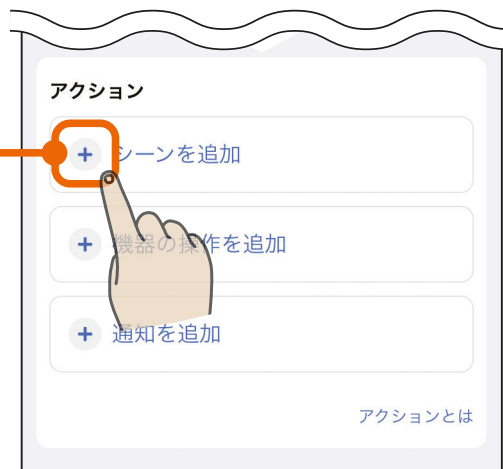 アクション
+ シーンを追加
+ 機器の操作を追加
+ 通知を追加
アクションとは